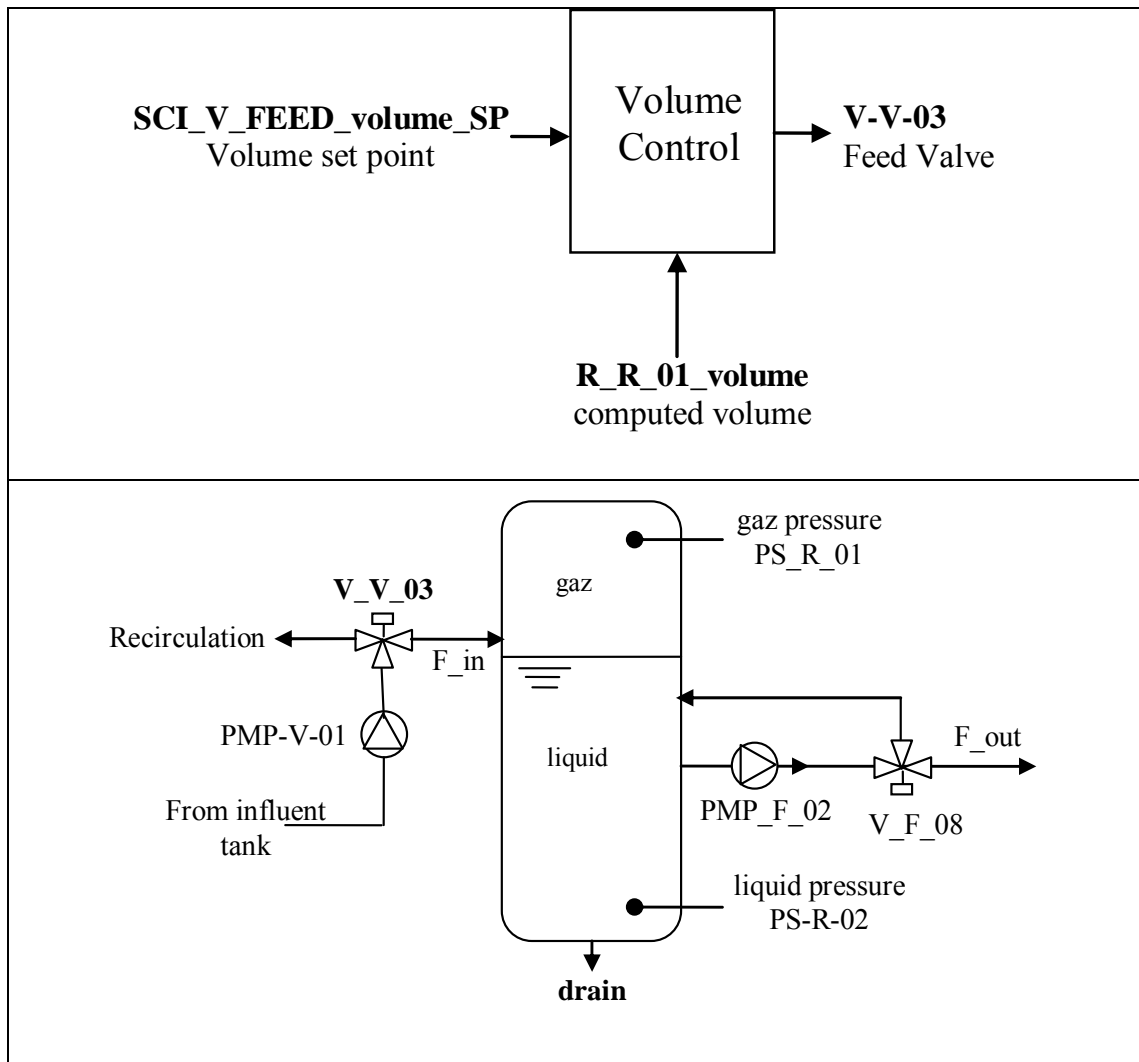 Volume
Control
SCI_V_FEED_volume_SP
Volume set point
V-V-03
Feed Valve
R_R_01_volume
computed volume
gaz pressure
PS_R_01
gaz
V_V_03
Recirculation
F_in
PMP-V-01
liquid
F_out
From influent
tank
PMP_F_02
V_F_08
liquid pressure
PS-R-02
drain